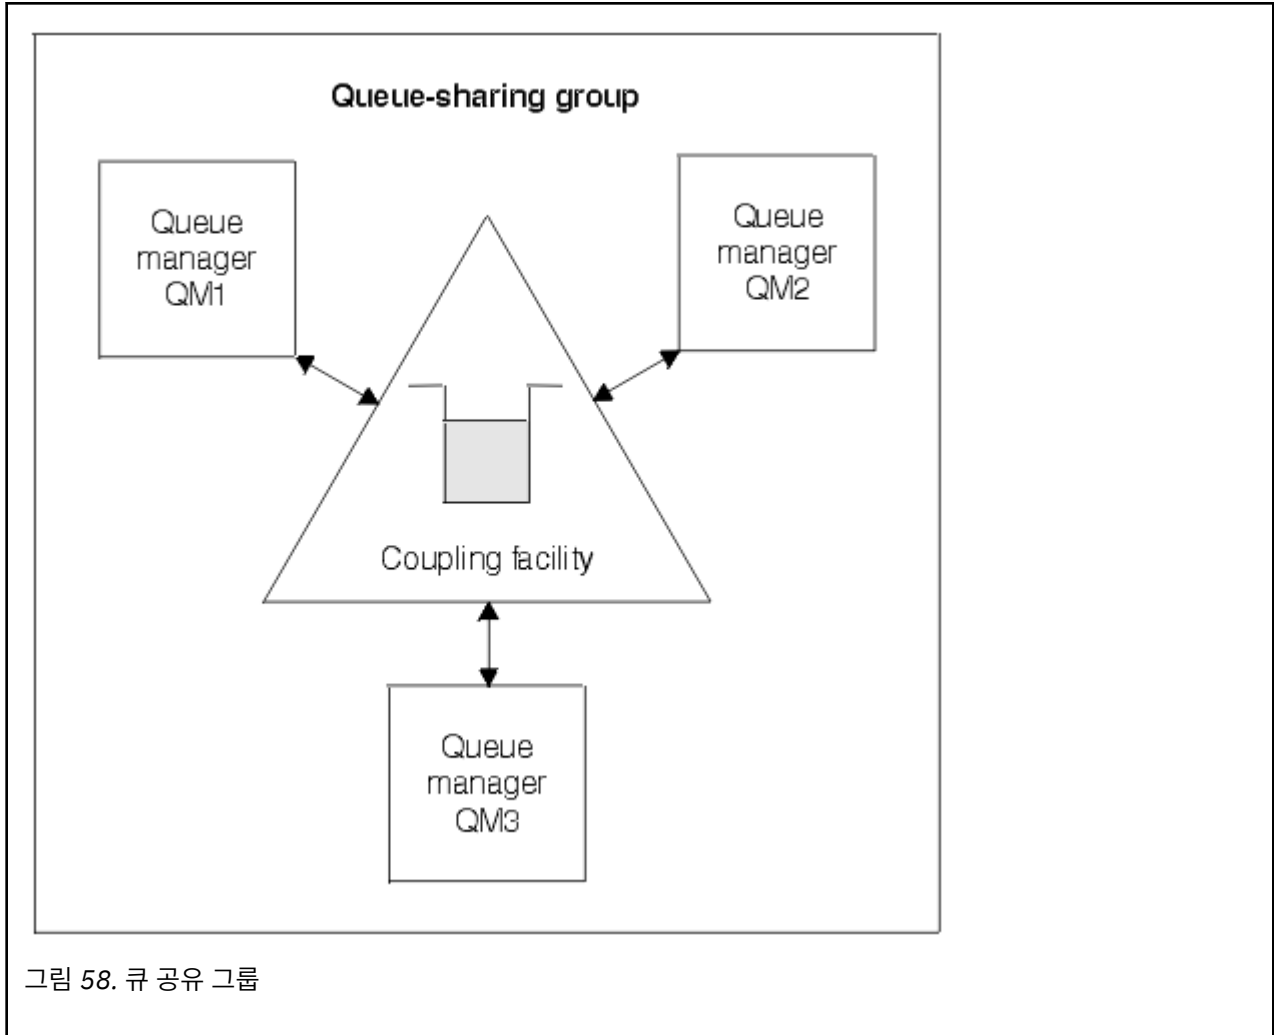 Queue-sharing group
Queue
manager
QM1
Queue
manager
QM2
Coupling facility
Queue
manager
QM3
그림 58. 큐 공유 그룹